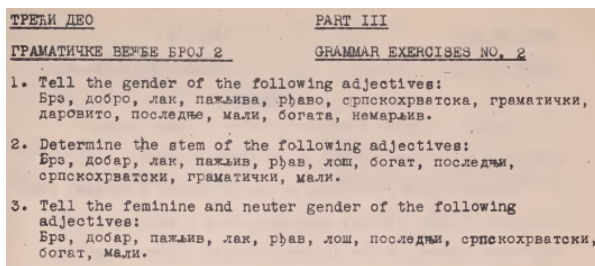 ТРЕЋИ ДЕО PART III
ГРАМАТИЧКЕ ВЕЖБЕ БРОЈ 2 GRAMMAR EXERCISES NO. 2
1. Tell the gender of the following adjectives:
Брз, добро, лак, пажљива, рђаво, српскохрватска, граматички,
даровито, последње, мали, богата, немарљив.
2. Determine the stem of the following adjectives:
Брз, добар, лак, пажљив, рђав, лош, богат, последњи,
српскохрватски, граматички, мали.
3. Tell the feminine and neuter gender of the following
adjectives:
Брз, добар, пажљив, лак, рђав, лош, последњи, српскохрватски,
богат, мали.